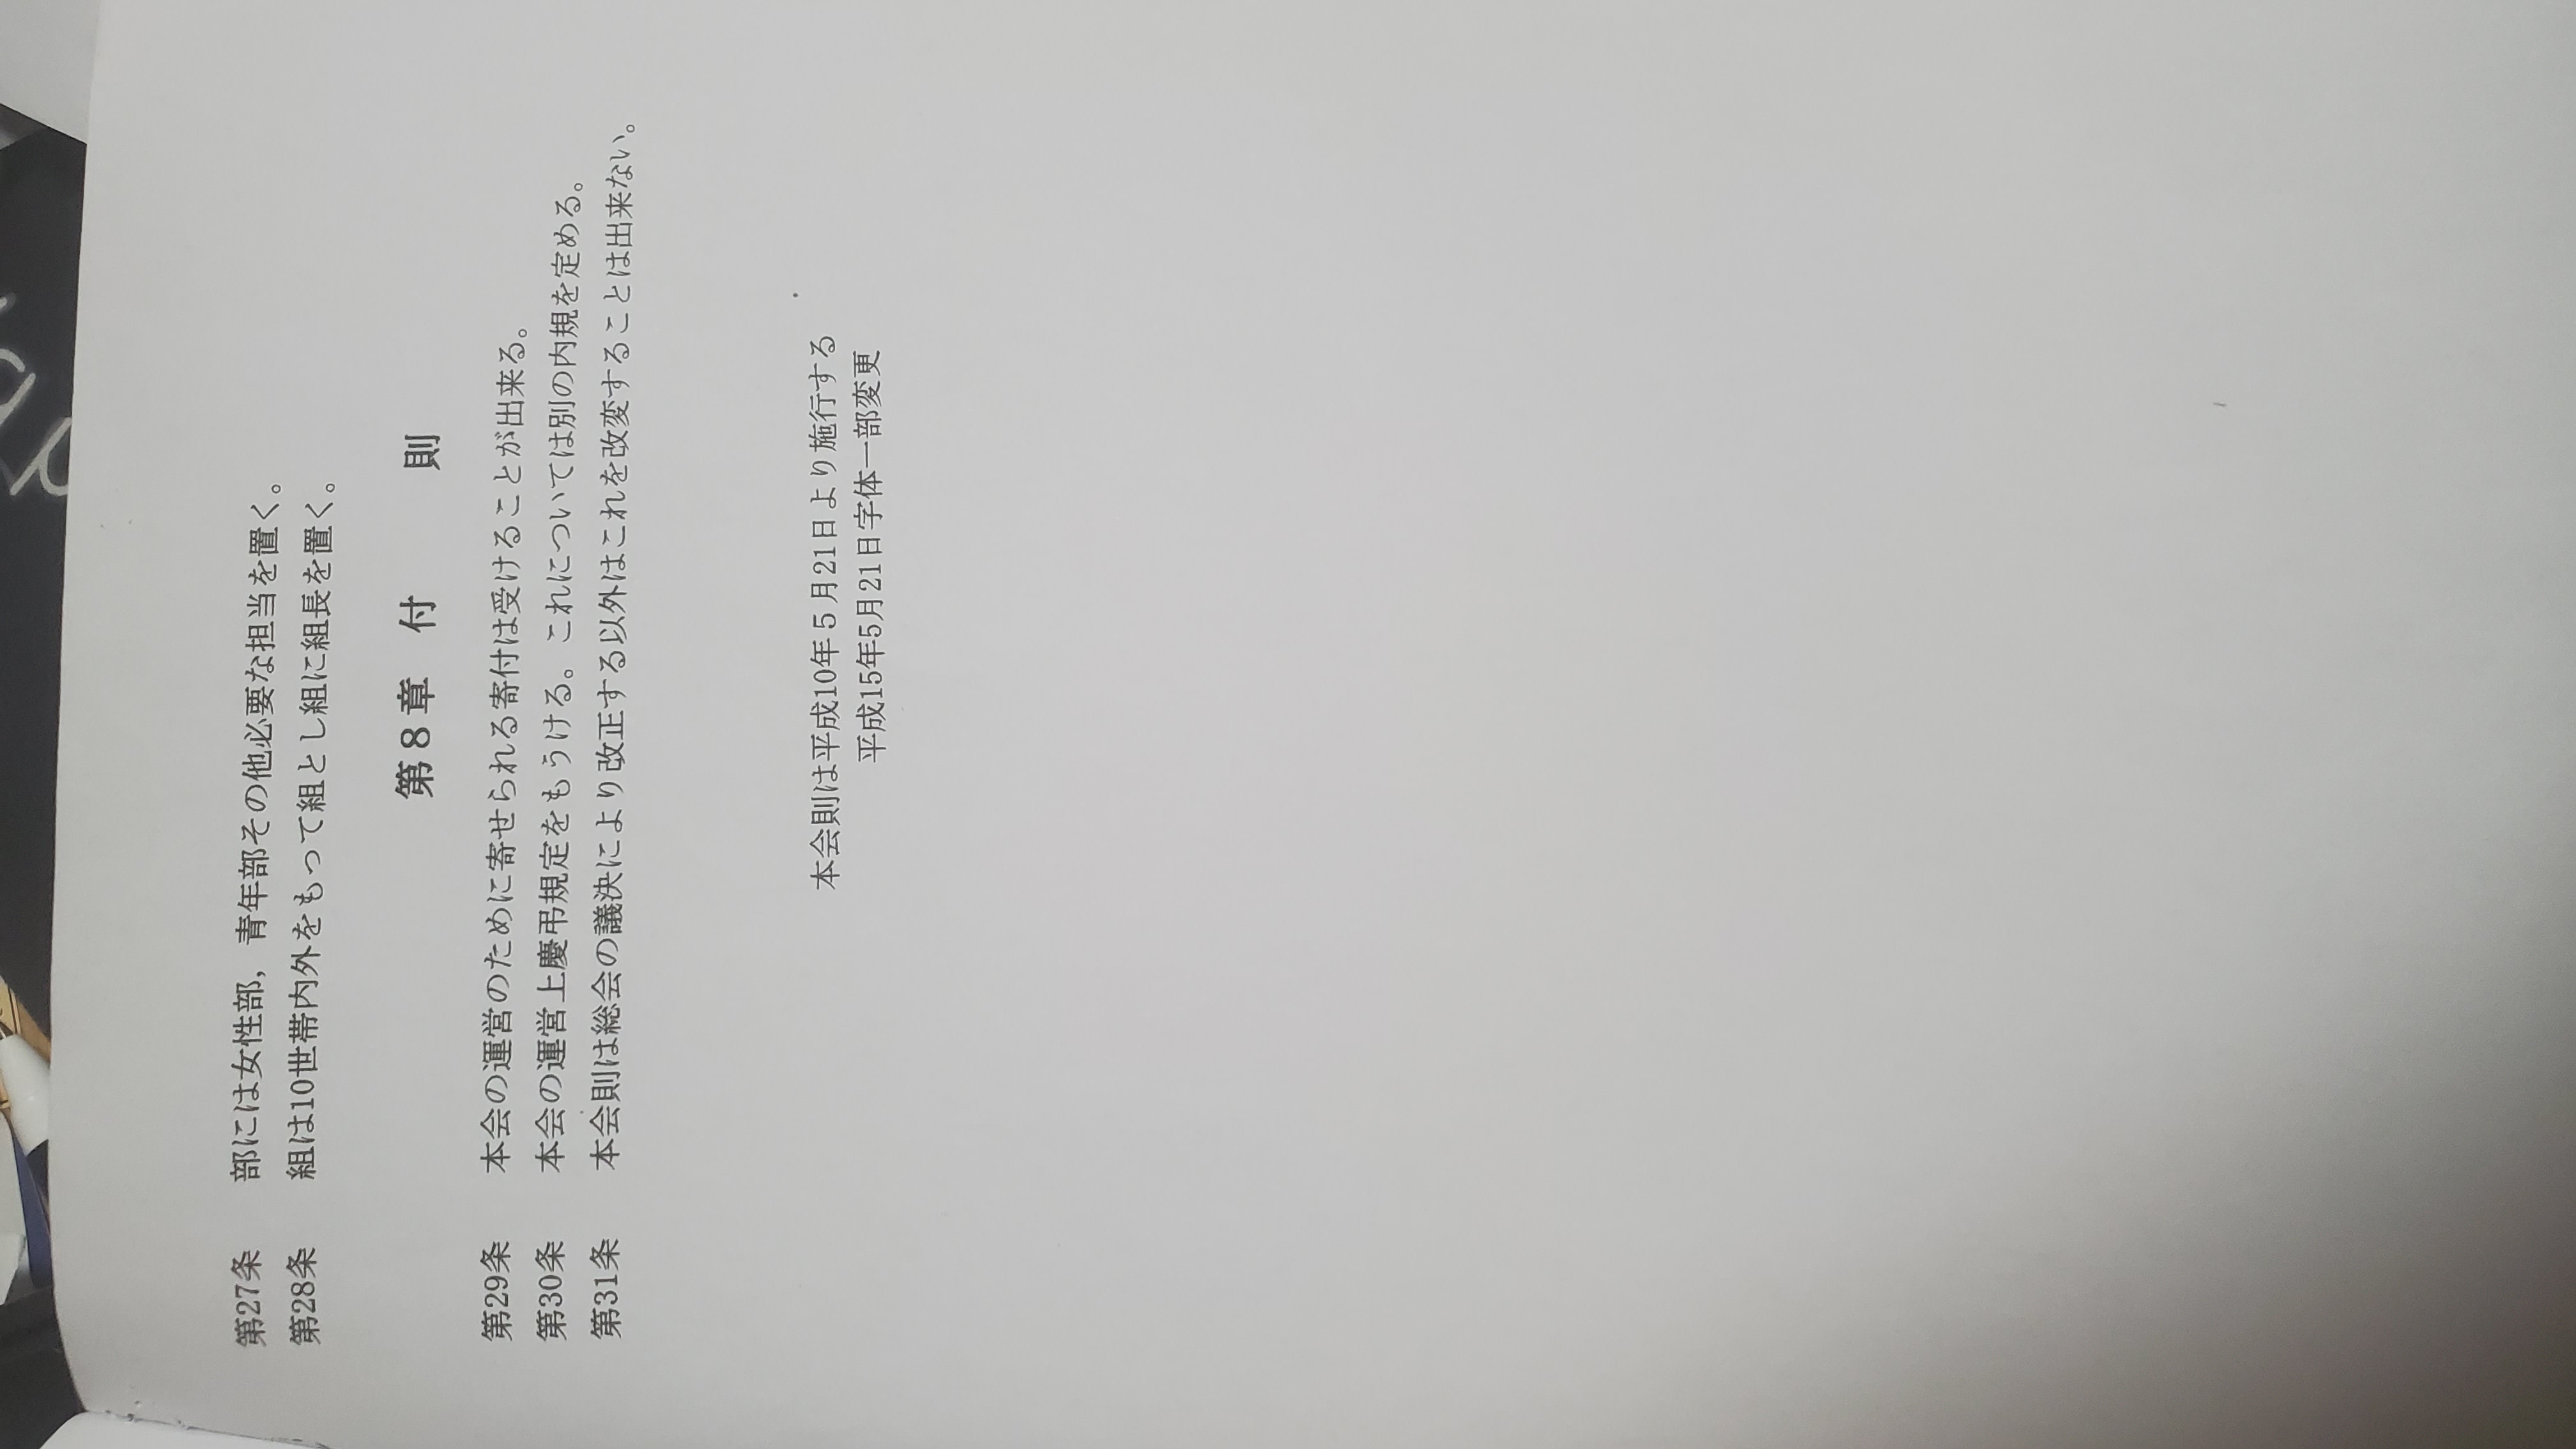 第27条　　部には女性部，青年部その他必要な担当を置く。
第28条　　組は10世帯内外をもって組とし組に組長を置く。
第８章　付　　　則
第29条　　本会の運営のために寄せられる寄付は受けることが出来る。
第30条　　本会の運営上慶弔規定をもうける。これについては別の内規を定める。
第31条　　本会則は総会の議決により改正する以外はこれを改変することは出来ない。
本会則は平成10年５月21日より施行する
平成15年5月21日字体一部変更